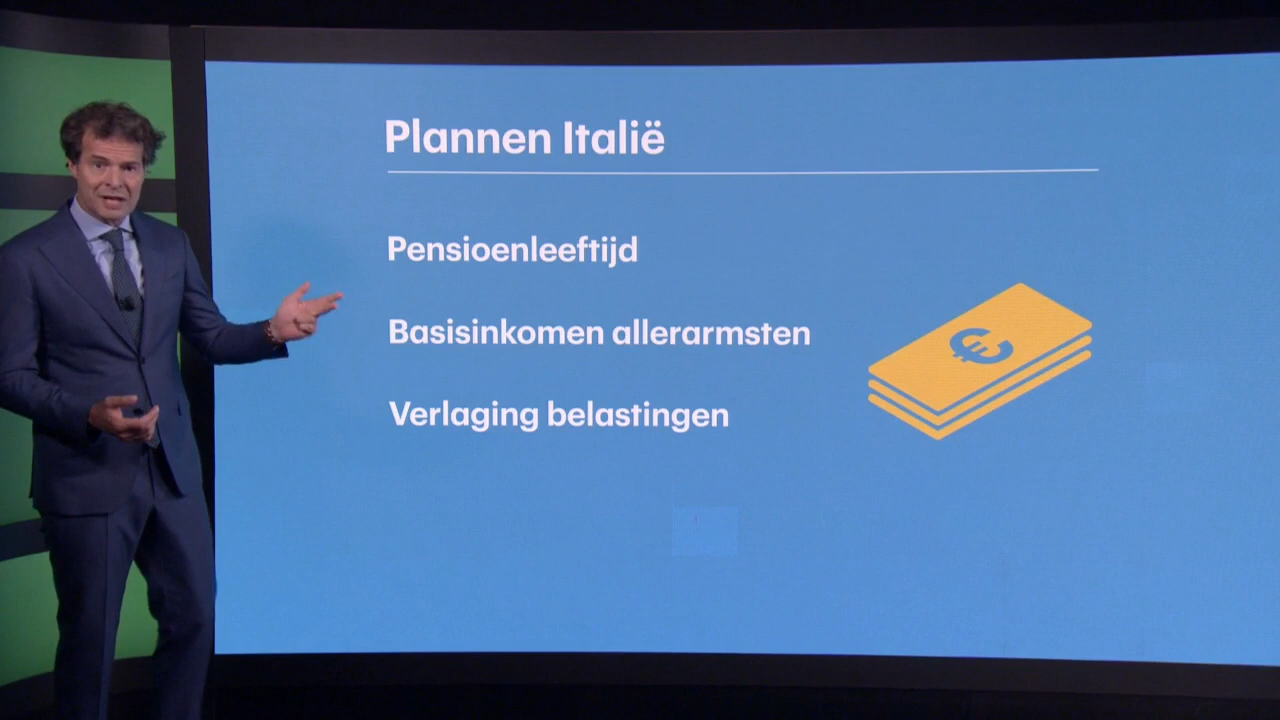 Plannen Italië
Pensioenleeftijd
Basisinkomen allerarmsten
Verlaging belastingen
€